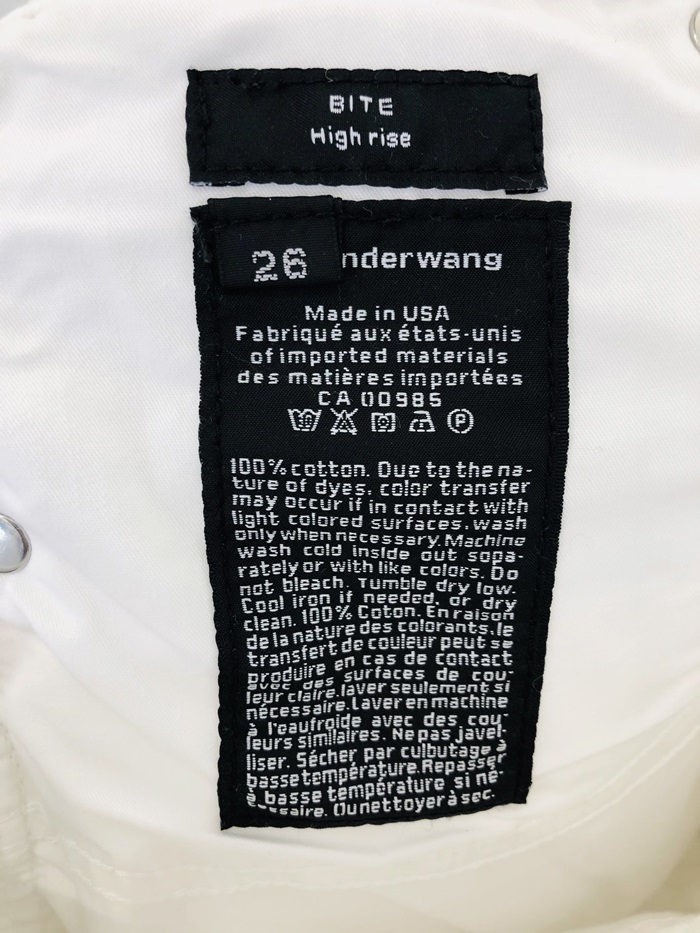 BITE
High rise
26
nderwang
Made in USA
Fabriqué aux états-unis
of imported materials
des matières importées
CA 00985
P
100% cotton. Due to the na-
ture of dyes, color transfer
may occur if in contact with
light colored surfaces. wash
only when necessary. Machine
wash cold inside out sepa-
rately or with like colors. Do
not bleach. Tumble dry low.
Cool iron if needed, or dry
clean. 100% Coton. En raison
de la nature des colorants, le
transfert de couleur peut se
produire en cas de contact
avec des surfaces de cou-
leur claire. laver seulement si
nécessaire. Laver en machine
à l'eau froide avec des cou-
leurs similaires. Ne pas javel-
liser. Sécher par culbutage à
basse température. Repasser
à basse température si né-
ssaire. Ou nettoyer à sec.